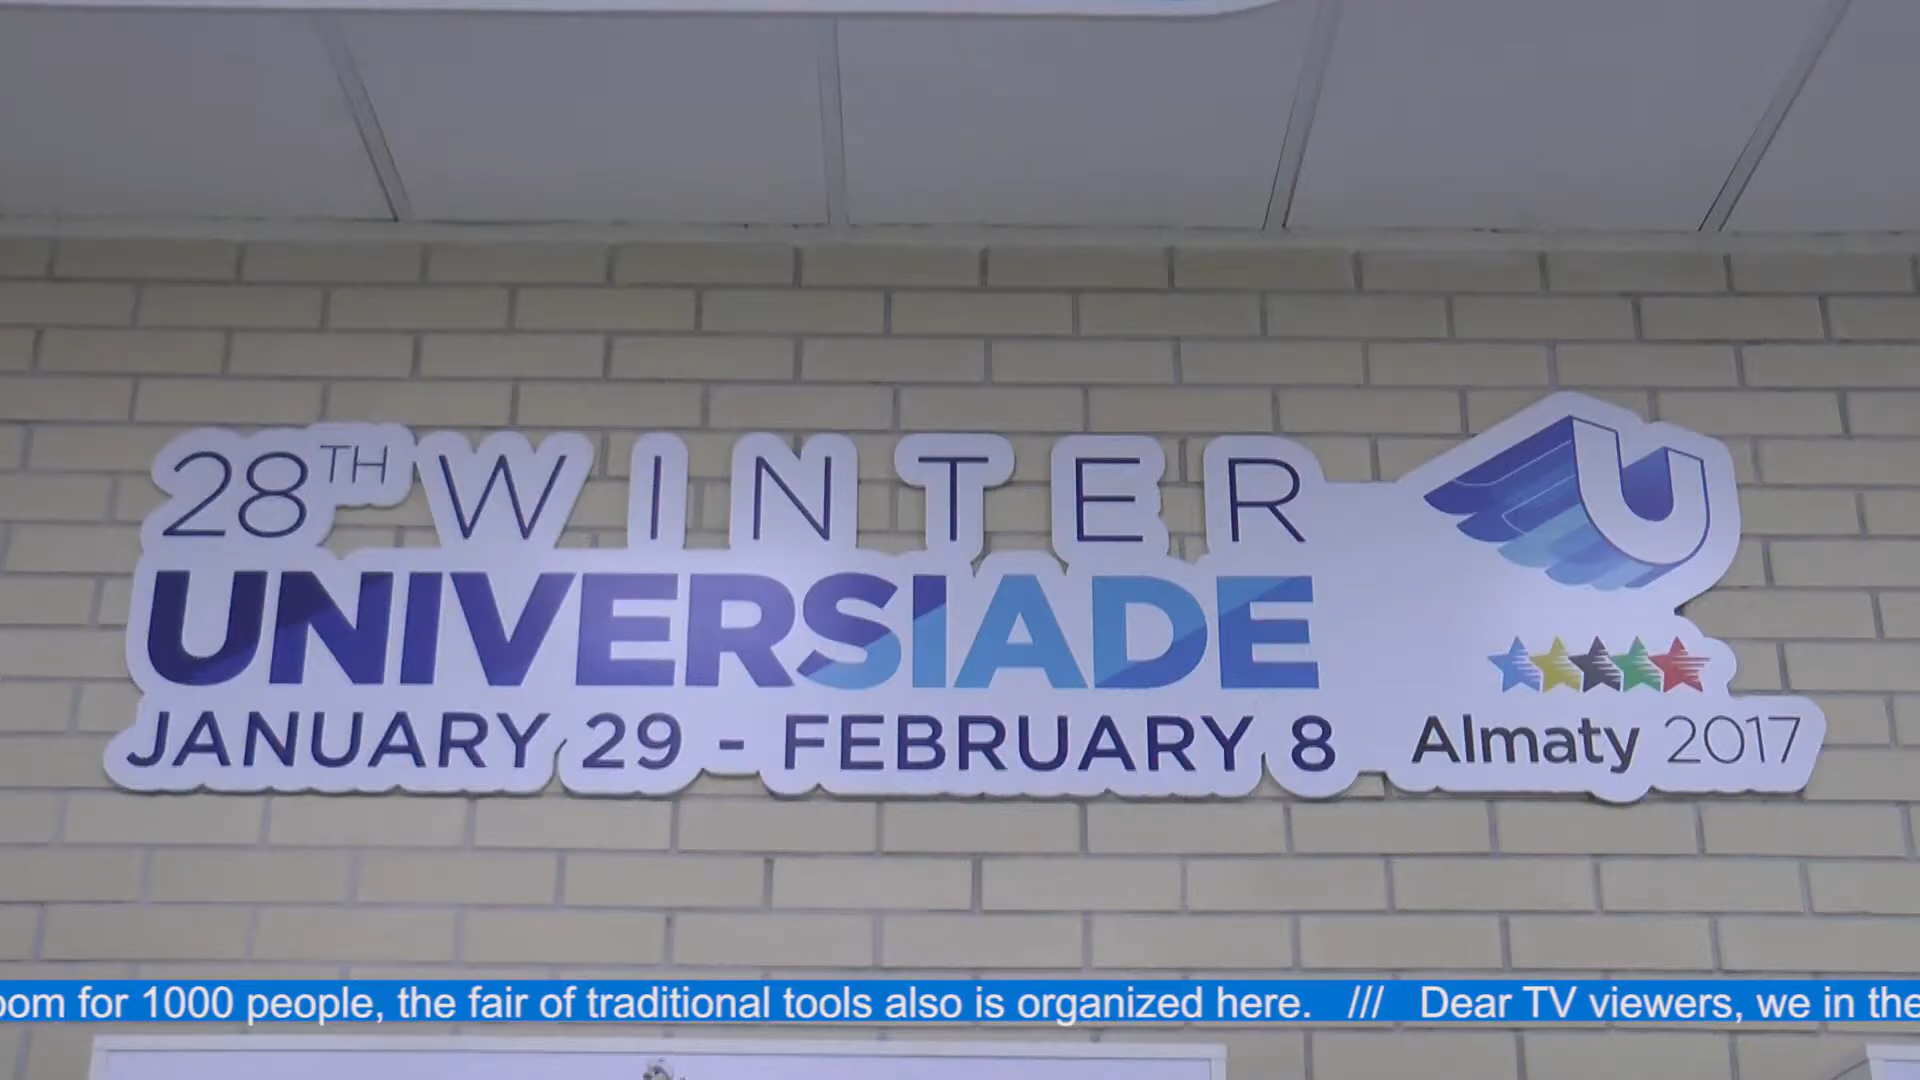 28TH WINTER
UNIVERSIADE
JANUARY 29 - FEBRUARY 8
U
Almaty 2017
for 1000 people, the fair of traditional tools also is organized here. /// Dear TV viewers, we in the